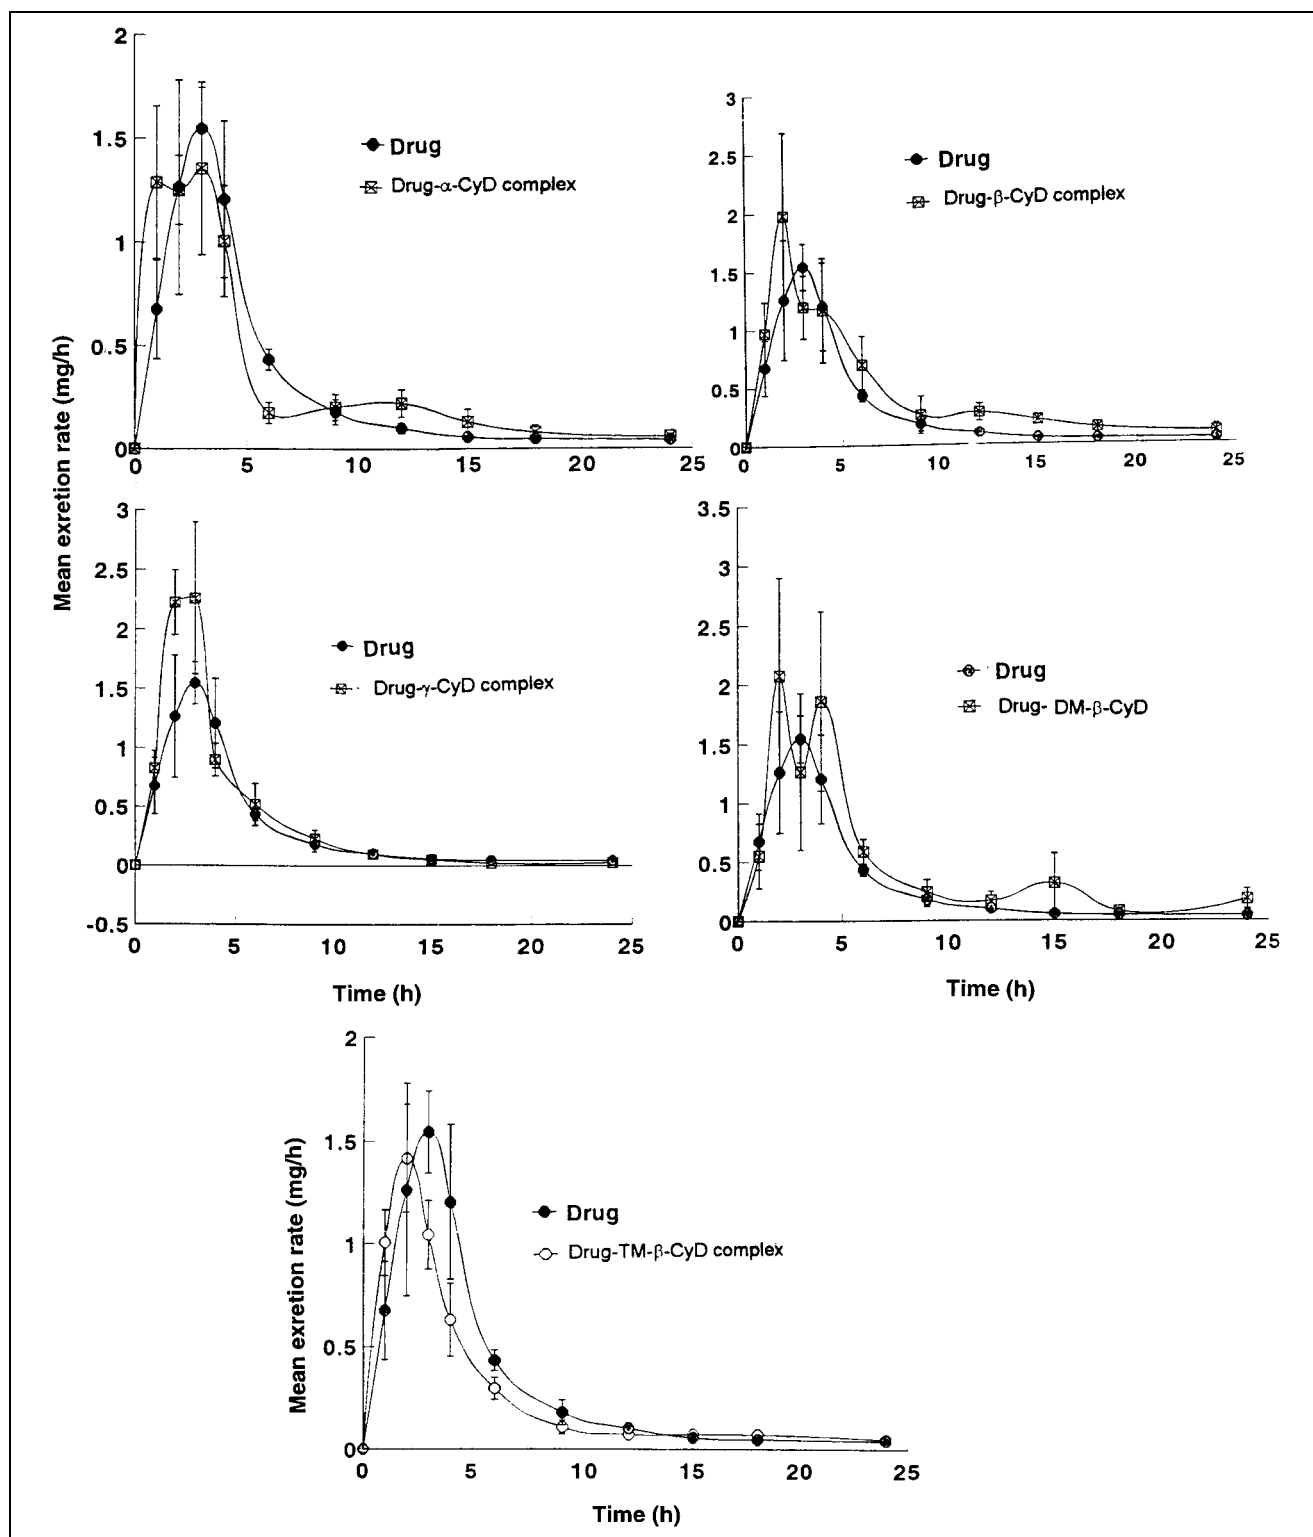 2
1.5
1
0.5
0
0 5 10 15 20 25
Drug
Drug-α-CyD complex
3
2.5
2
1.5
1
0.5
0
0 5 10 15 20 25
Drug
Drug-β-CyD complex
Mean exretion rate (mg/h)
3
2.5
2
1.5
1
0.5
0
-0.5
0 5 10 15 20 25
Drug
Drug-γ-CyD complex
Time (h)
3.5
3
2.5
2
1.5
1
0.5
0
0 5 10 15 20 25
Drug
Drug- DM-β-CyD
Time (h)
Mean exretion rate (mg/h)
2
1.5
1
0.5
0
0 5 10 15 20 25
Drug
Drug-TM-β-CyD complex
Time (h)